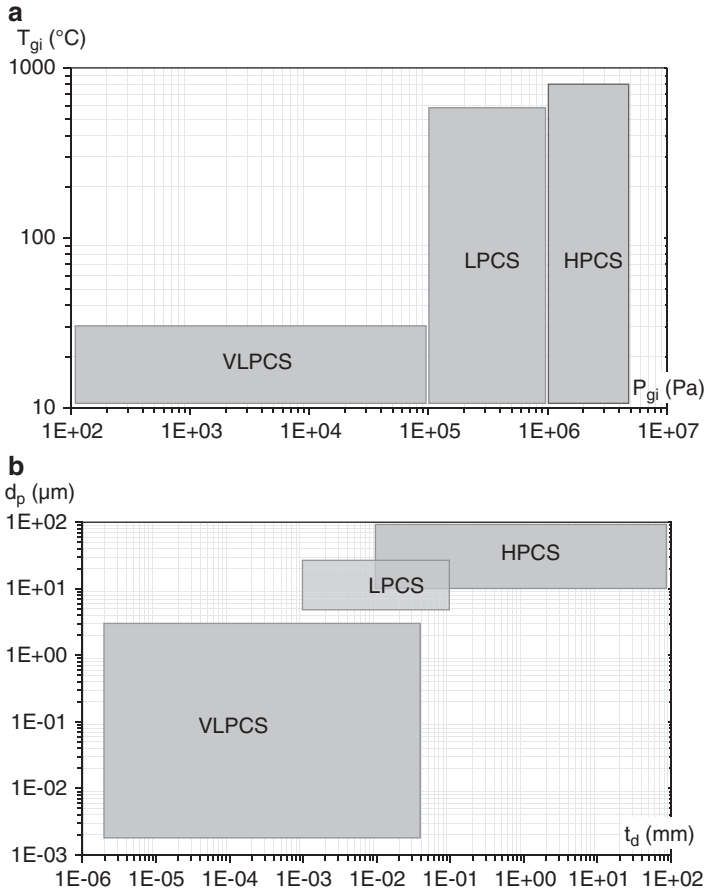 a
T_gi (°C)
1000
100
10
LPCS
HPCS
VLPCS
P_gi (Pa)
1E+02 1E+03 1E+04 1E+05 1E+06 1E+07
b
d_p (μm)
1E+02
1E+01
1E+00
1E-01
1E-02
1E-03
HPCS
LPCS
VLPCS
t_d (mm)
1E-06 1E-05 1E-04 1E-03 1E-02 1E-01 1E+00 1E+01 1E+02